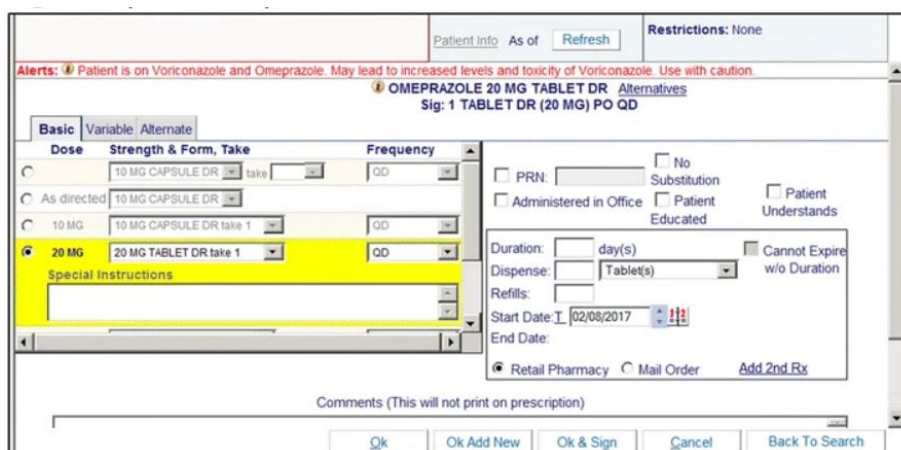 Patient Info As of Refresh
Restrictions: None
Alerts: Patient is on Voriconazole and Omeprazole. May lead to increased levels and toxicity of Voriconazole. Use with caution.
OMEPRAZOLE 20 MG TABLET DR Alternatives
Sig: 1 TABLET DR (20 MG) PO QD
Basic Variable Alternate
Dose Strength & Form, Take Frequency
10 MG CAPSULE DR take QD
As directed 10 MG CAPSULE DR
10 MG 10 MG CAPSULE DR take 1 QD
20 MG 20 MG TABLET DR take 1 QD
Special Instructions
PRN: No Substitution
Administered in Office Patient Educated
Patient Understands
Duration: day(s) Cannot Expire w/o Duration
Dispense: Tablet(s)
Refills:
Start Date: T 02/08/2017
End Date:
Retail Pharmacy Mail Order Add 2nd Rx
Comments (This will not print on prescription)
Ok Ok Add New Ok & Sign Cancel Back To Search